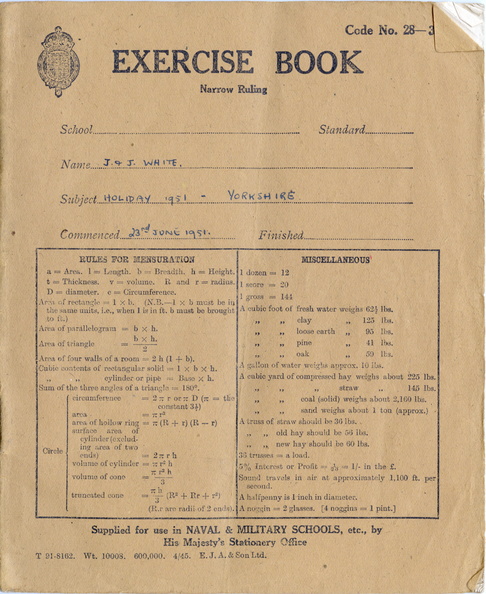 Code No. 28—3
EXERCISE BOOK
Narrow Ruling
School
Standard
Name J. & J. WHITE.
Subject HOLIDAY 1951 - YORKSHIRE.
Commenced 23rd JUNE 1951.
Finished
RULES FOR MENSURATION
a = Area. l = Length. b = Breadth. h = Height.
t = Thickness. v = volume. R and r = radius.
D = diameter. c = Circumference.
Area of rectangle = l × b. (N.B.—l × b must be in
the same units, i.e., when l is in ft. b must be brought
to ft.)
Area of parallelogram = b × h.
Area of triangle = b × h / 2
Area of four walls of a room = 2 h (l + b).
Cubic contents of rectangular solid = l × b × h.
„ „ cylinder or pipe = Base × h.
Sum of the three angles of a triangle = 180°.
Circle
circumference = 2 π r or π D (π = the
constant 3½)
area = π r²
area of hollow ring = π (R + r) (R − r)
surface area of
cylinder (exclud-
ing area of two
ends) = 2 π r h
volume of cylinder = π r² h
volume of cone = π r² h / 3
truncated cone = π h / 3 (R² + Rr + r²)
(R.r are radii of 2 ends).
MISCELLANEOUS
1 dozen = 12
1 score = 20
1 gross = 144
A cubic foot of fresh water weighs 62½ lbs.
„ „ clay „ 125 lbs.
„ „ loose earth „ 95 lbs.
„ „ pine „ 41 lbs.
„ „ oak „ 59 lbs.
A gallon of water weighs approx. 10 lbs.
A cubic yard of compressed hay weighs about 225 lbs.
„ „ „ straw „ 145 lbs.
„ „ coal (solid) weighs about 2,160 lbs.
„ „ sand weighs about 1 ton (approx.)
A truss of straw should be 36 lbs.
„ „ old hay should be 56 lbs.
„ „ new hay should be 60 lbs.
36 trusses = a load.
5% interest or Profit = 1/20 = 1/- in the £.
Sound travels in air at approximately 1,100 ft. per
second.
A halfpenny is 1 inch in diameter.
A noggin = 2 glasses. [4 noggins = 1 pint.]
Supplied for use in NAVAL & MILITARY SCHOOLS, etc., by
His Majesty's Stationery Office
T 91-8162. Wt. 10008. 600,000. 4/45. E. J. A. & Son Ltd.